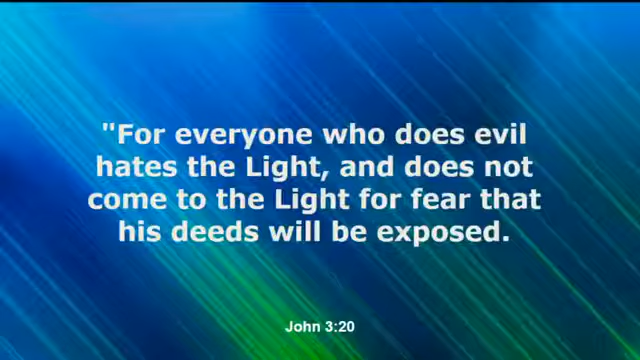 "For everyone who does evil
hates the Light, and does not
come to the Light for fear that
his deeds will be exposed.
John 3:20